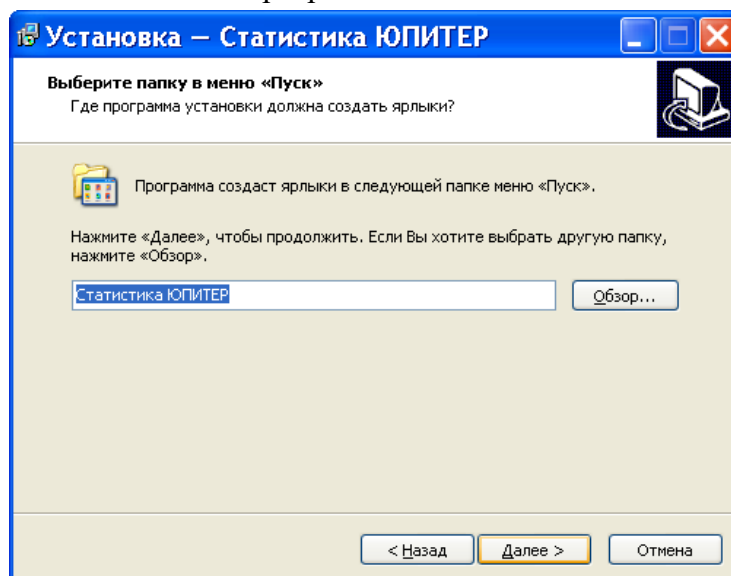 Установка — Статистика ЮПИТЕР
Выберите папку в меню «Пуск»
Где программа установки должна создать ярлыки?
Программа создаст ярлыки в следующей папке меню «Пуск».
Нажмите «Далее», чтобы продолжить. Если Вы хотите выбрать другую папку,
нажмите «Обзор».
Статистика ЮПИТЕР
Обзор...
< Назад
Далее >
Отмена